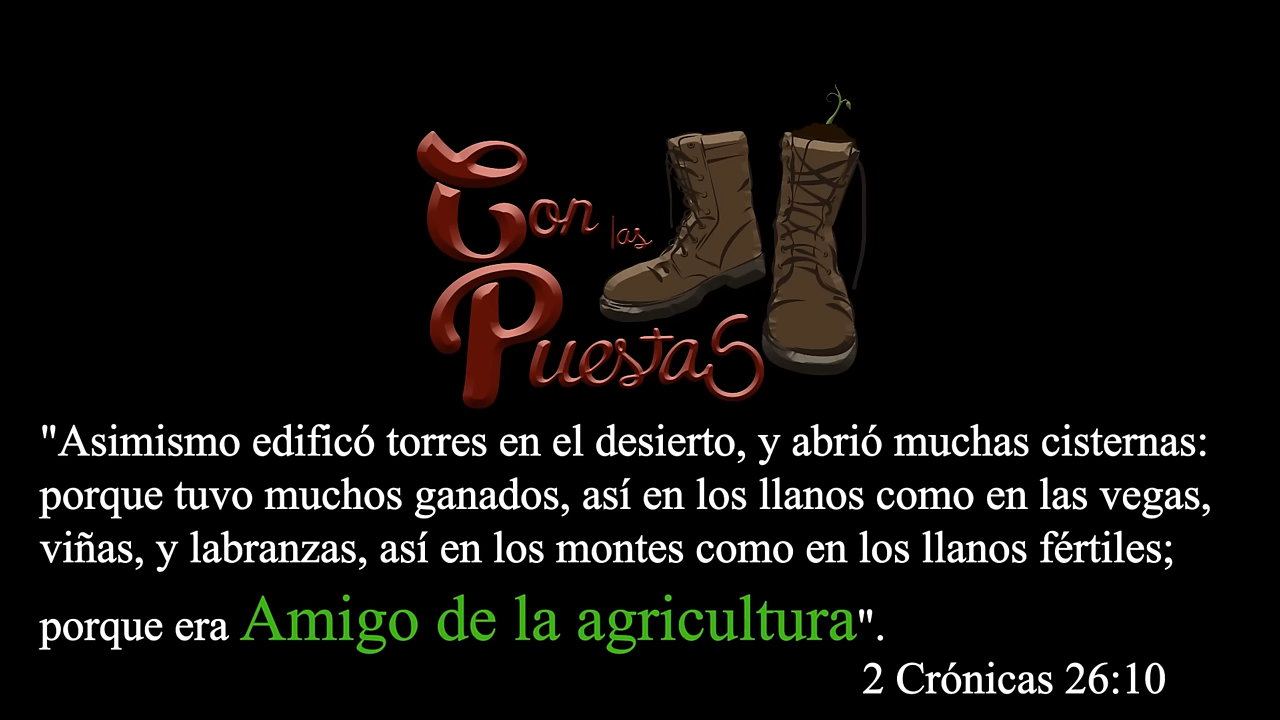 Con las
Puestas
"Asimismo edificó torres en el desierto, y abrió muchas cisternas:
porque tuvo muchos ganados, así en los llanos como en las vegas,
viñas, y labranzas, así en los montes como en los llanos fértiles;
porque era Amigo de la agricultura".
2 Crónicas 26:10